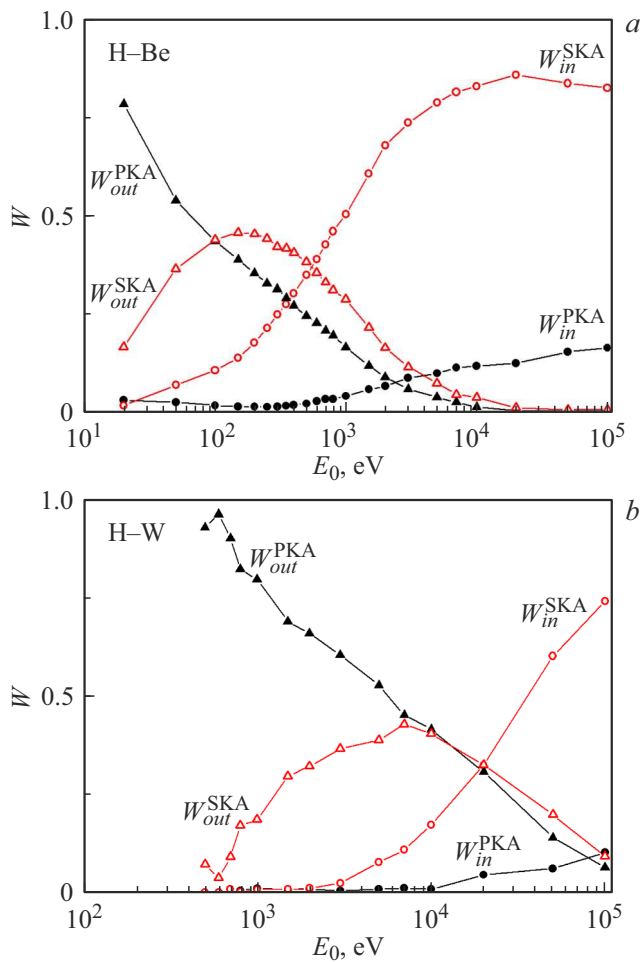 a
H–Be
1.0
0.5
0
W
W_in^SKA
W_out^PKA
W_out^SKA
W_in^PKA
10^1
10^2
10^3
10^4
10^5
E_0, eV
b
H–W
1.0
0.5
0
W
W_out^PKA
W_in^SKA
W_out^SKA
W_in^PKA
10^2
10^3
10^4
10^5
E_0, eV